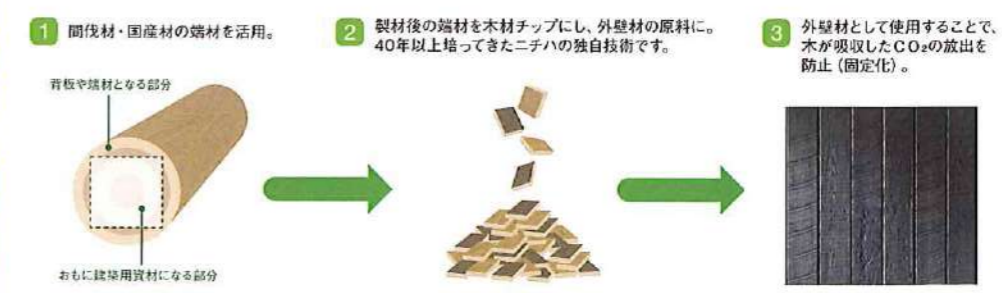 1 間伐材・国産材の端材を活用。
背板や端材となる部分
おもに建築用資材になる部分
2 製材後の端材を木材チップにし、外壁材の原料に。
40年以上培ってきたニチハの独自技術です。
3 外壁材として使用することで、
木が吸収したCO₂の放出を
防止（固定化）。